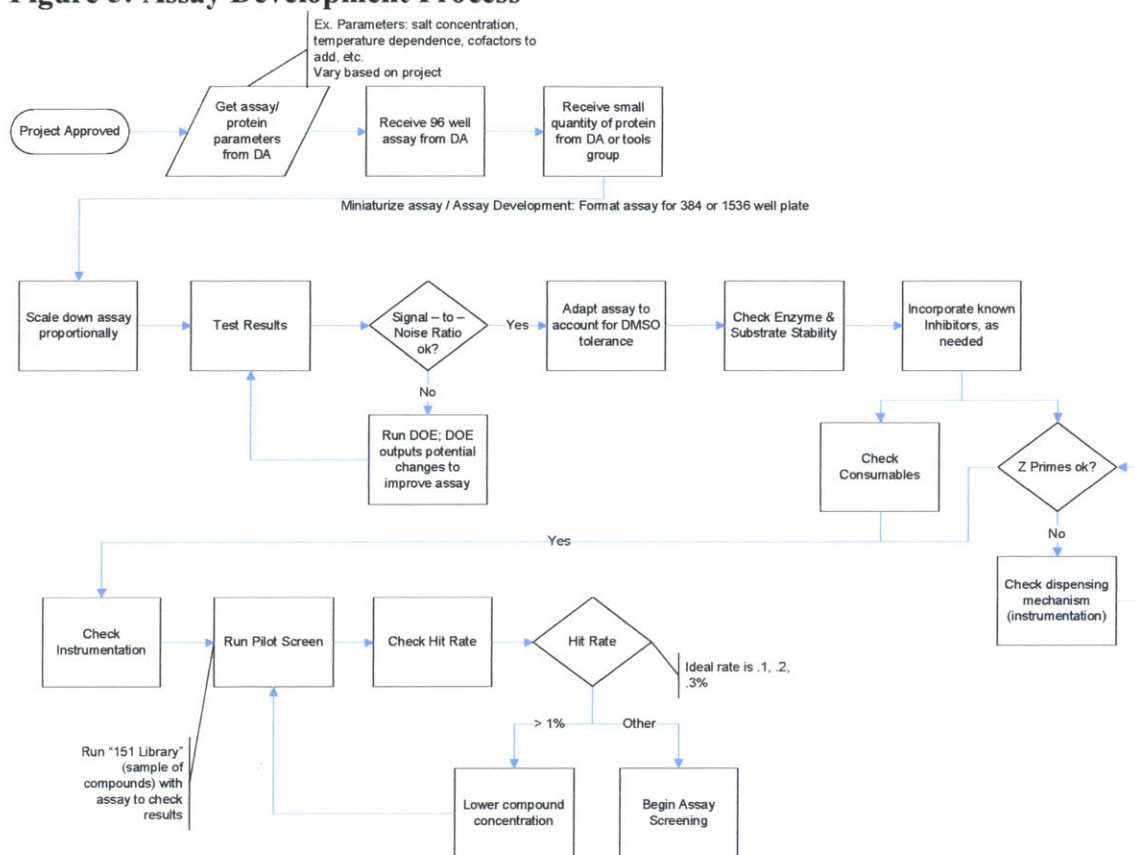 Figure 5. Assay Development Process
Ex. Parameters: salt concentration,
temperature dependence, cofactors to
add, etc.
Vary based on project
Project Approved
Get assay/
protein
parameters
from DA
Receive 96 well
assay from DA
Receive small
quantity of protein
from DA or tools
group
Miniaturize assay / Assay Development: Format assay for 384 or 1536 well plate
Scale down assay
proportionally
Test Results
Signal – to –
Noise Ratio
ok?
Yes
Adapt assay to
account for DMSO
tolerance
Check Enzyme &
Substrate Stability
Incorporate known
Inhibitors, as
needed
No
Run DOE; DOE
outputs potential
changes to
improve assay
Check
Consumables
Z Primes ok?
No
Yes
Check dispensing
mechanism
(instrumentation)
Check
Instrumentation
Run Pilot Screen
Check Hit Rate
Hit Rate
Ideal rate is .1, .2,
.3%
> 1%
Other
Run “151 Library”
(sample of
compounds) with
assay to check
results
Lower compound
concentration
Begin Assay
Screening